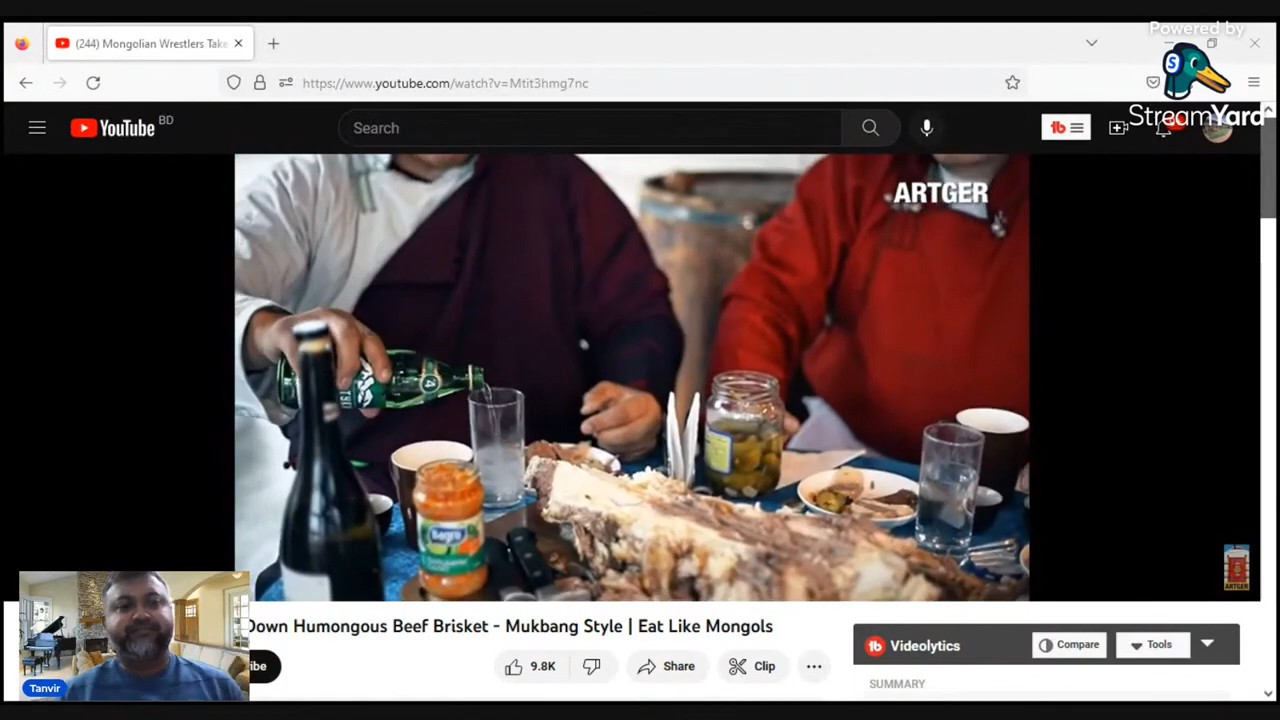 Powered by
StreamYard
(244) Mongolian Wrestlers Take
https://www.youtube.com/watch?v=Mtit3hmg7nc
YouTube BD
Search
ARTGER
ARTGER
Down Humongous Beef Brisket - Mukbang Style | Eat Like Mongols
9.8K
Share
Clip
Videolytics
Compare
Tools
SUMMARY
Tanvir